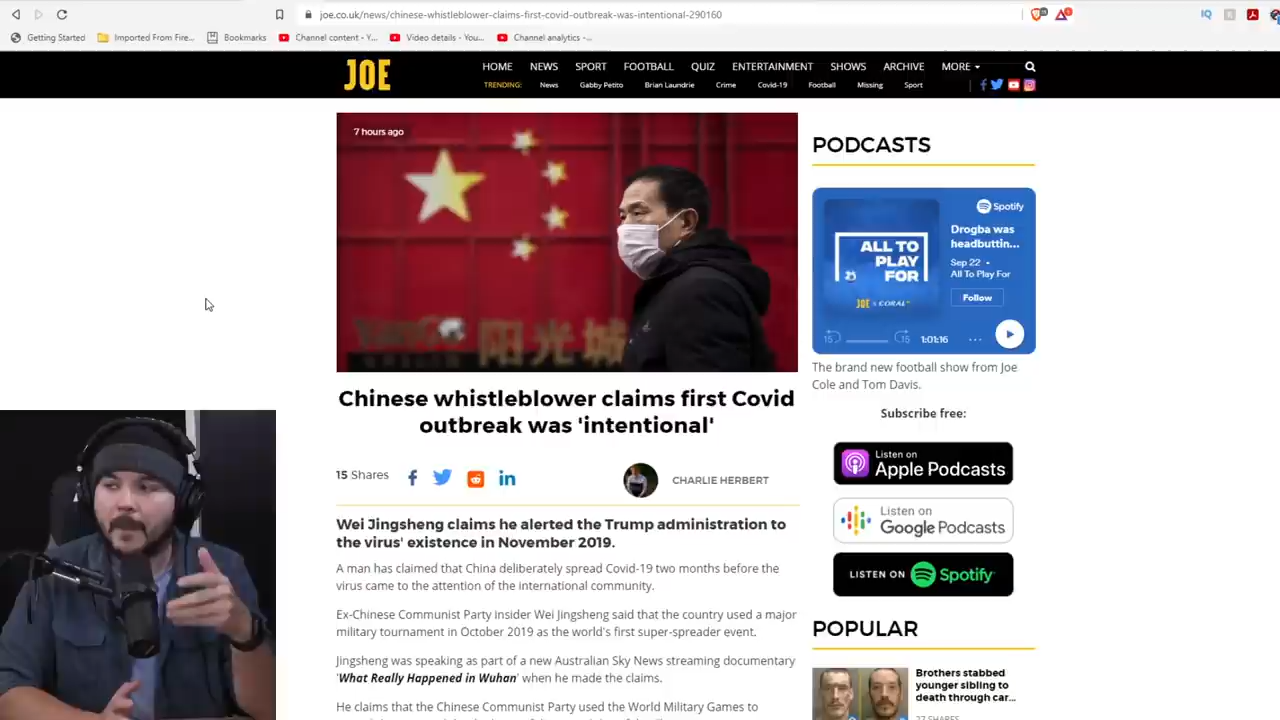 joe.co.uk/news/chinese-whistleblower-claims-first-covid-outbreak-was-intentional-290160
IQ
Getting Started
Imported From Fire...
Bookmarks
Channel content - Y...
Video details - You...
Channel analytics -...
JOE
HOME NEWS SPORT FOOTBALL QUIZ ENTERTAINMENT SHOWS ARCHIVE MORE
TRENDING: News Gabby Petito Brian Laundrie Crime Covid-19 Football Missing Sport
7 hours ago
阳光城
Chinese whistleblower claims first Covid
outbreak was 'intentional'
15 Shares
CHARLIE HERBERT
Wei Jingsheng claims he alerted the Trump administration to
the virus' existence in November 2019.
A man has claimed that China deliberately spread Covid-19 two months before the
virus came to the attention of the international community.
Ex-Chinese Communist Party insider Wei Jingsheng said that the country used a major
military tournament in October 2019 as the world's first super-spreader event.
Jingsheng was speaking as part of a new Australian Sky News streaming documentary
'What Really Happened in Wuhan' when he made the claims.
He claims that the Chinese Communist Party used the World Military Games to
PODCASTS
Spotify
ALL TO
PLAY
FOR
JOE x CORAL
Drogba was
headbuttin...
Sep 22 •
All To Play For
Follow
15
15
1:01:16
The brand new football show from Joe
Cole and Tom Davis.
Subscribe free:
Listen on
Apple Podcasts
Listen on
Google Podcasts
LISTEN ON Spotify
POPULAR
Brothers stabbed
younger sibling to
death through car...
27 SHARES